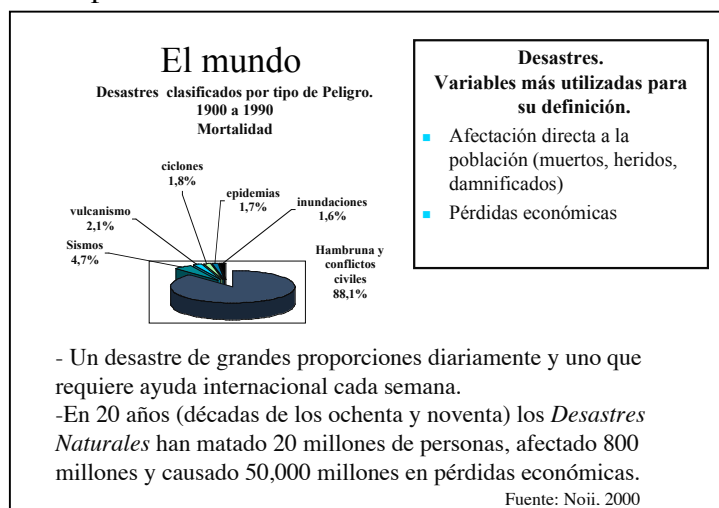 El mundo
Desastres clasificados por tipo de Peligro.
1900 a 1990
Mortalidad
ciclones
1,8%
epidemias
1,7%
inundaciones
1,6%
vulcanismo
2,1%
Sismos
4,7%
Hambruna y
conflictos
civiles
88,1%
Desastres.
Variables más utilizadas para
su definición.
Afectación directa a la
población (muertos, heridos,
damnificados)
Pérdidas económicas
- Un desastre de grandes proporciones diariamente y uno que
requiere ayuda internacional cada semana.
-En 20 años (décadas de los ochenta y noventa) los Desastres
Naturales han matado 20 millones de personas, afectado 800
millones y causado 50,000 millones en pérdidas económicas.
Fuente: Noji, 2000